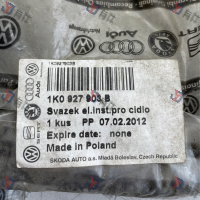 1K0 927 903 B
Svazek el.inst.pro cidlo
1 kus PP 07.02.2012
Expire date: none
Made in Poland
ŠKODA AUTO a.s. Mlada Boleslav, Czech Republic